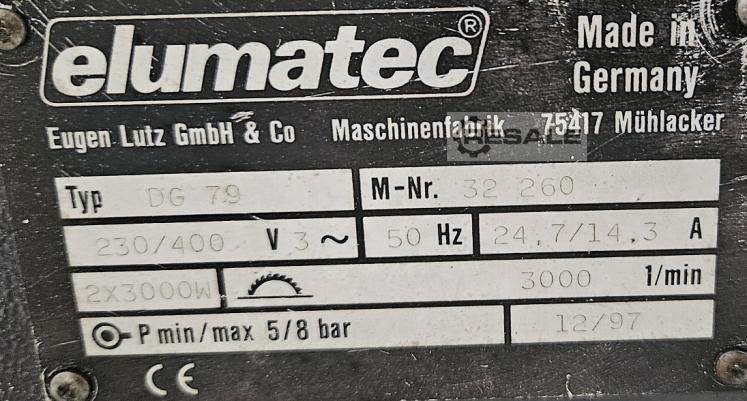 elumatec®
Made in
Germany
Eugen Lutz GmbH & Co Maschinenfabrik 75417 Mühlacker
RESALE
Typ DG 79 M-Nr. 32 260
230/400 V 3~ 50 Hz 24.7/14.3 A
2X3000W 3000 1/min
P min/max 5/8 bar 12/97
CE